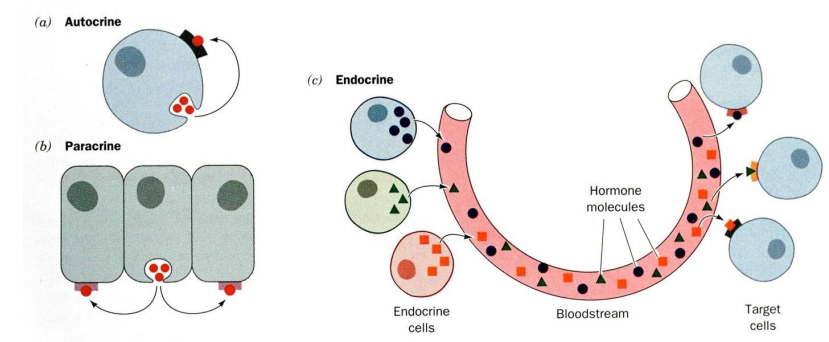 (a) Autocrine
(b) Paracrine
(c) Endocrine
Hormone
molecules
Endocrine
cells
Bloodstream
Target
cells